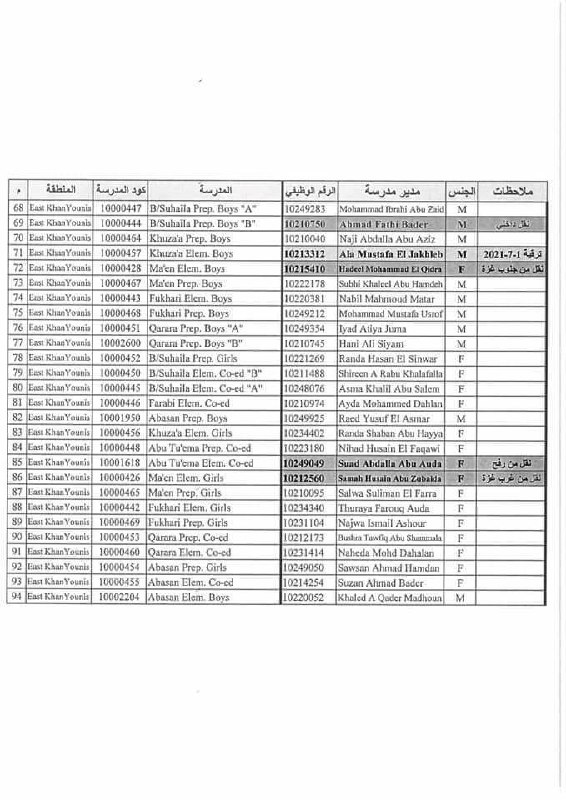 م المنطقة كود المدرسة المدرسة الرقم الوظيفي مدير مدرسة الجنس ملاحظات
68 East KhanYounis 10000447 B/Suhaila Prep. Boys "A" 10249283 Mohammad Ibrahi Abu Zaid M
69 East KhanYounis 10000444 B/Suhaila Prep. Boys "B" 10210750 Ahmad Fathi Bader M نقل داخلي
70 East KhanYounis 10000464 Khuza'a Prep. Boys 10210040 Naji Abdalla Abu Aziz M
71 East KhanYounis 10000457 Khuza'a Elem. Boys 10213312 Ala Mustafa El Jakhleb M ترقية 1-7-2021
72 East KhanYounis 10000428 Ma'en Elem. Boys 10215410 Hadeel Mohammed El Qidra F نقل من جنوب غزة
73 East KhanYounis 10000467 Ma'en Prep. Boys 10222178 Subhi Khaleel Abu Hamdeh M
74 East KhanYounis 10000443 Fukhari Elem. Boys 10220381 Nabil Mahmoud Matar M
75 East KhanYounis 10000468 Fukhari Prep. Boys 10249212 Mohammad Mustafa Usrof M
76 East KhanYounis 10000451 Qarara Prep. Boys "A" 10249354 Iyad Atiya Juma M
77 East KhanYounis 10002600 Qarara Prep. Boys "B" 10210745 Hani Ali Siyam M
78 East KhanYounis 10000452 B/Suhaila Prep. Girls 10221269 Randa Hasan El Sinwar F
79 East KhanYounis 10000450 B/Suhaila Elem. Co-ed "B" 10211488 Shireen A Rabu Khalafalla F
80 East KhanYounis 10000445 B/Suhaila Elem. Co-ed "A" 10248076 Asma Khalil Abu Salem F
81 East KhanYounis 10000446 Farabi Elem. Co-ed 10210974 Ayda Mohammed Dahlan F
82 East KhanYounis 10001950 Abasan Prep. Boys 10249925 Raed Yusuf El Asmar M
83 East KhanYounis 10000456 Khuza'a Elem. Girls 10234402 Randa Shaban Abu Hayya F
84 East KhanYounis 10000448 Abu Tu'ema Prep. Co-ed 10223180 Nihad Husain El Faqawi F
85 East KhanYounis 10001618 Abu Tu'ema Elem. Co-ed 10249049 Suad Abdalla Abu Auda F نقل من رفح
86 East KhanYounis 10000426 Ma'en Elem. Girls 10212560 Samah Husain Abu Zubaida F نقل من غرب غزة
87 East KhanYounis 10000465 Ma'en Prep. Girls 10210095 Salwa Suliman El Farra F
88 East KhanYounis 10000442 Fukhari Elem. Girls 10234340 Thuraya Farouq Auda F
89 East KhanYounis 10000469 Fukhari Prep. Girls 10231104 Najwa Ismail Ashour F
90 East KhanYounis 10000453 Qarara Prep. Co-ed 10212173 Bushra Tawfiq Abu Shammala F
91 East KhanYounis 10000460 Qarara Elem. Co-ed 10231414 Naheda Mohd Dahalan F
92 East KhanYounis 10000454 Abasan Prep. Girls 10249050 Sawsan Ahmad Hamdan F
93 East KhanYounis 10000455 Abasan Elem. Co-ed 10214254 Suzan Ahmad Bader F
94 East KhanYounis 10002204 Abasan Elem. Boys 10220052 Khaled A Qader Madhoun M